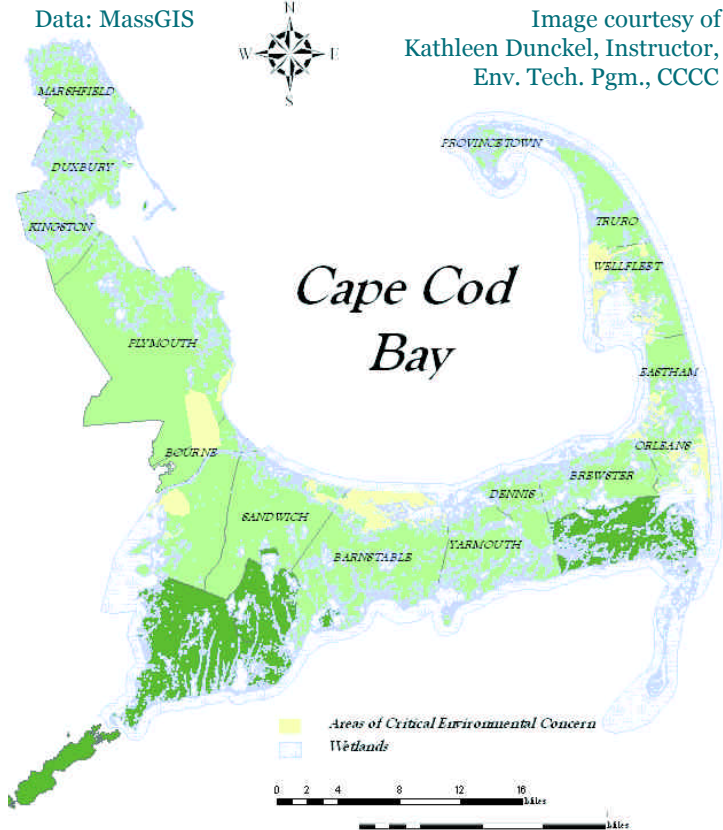 Data: MassGIS
Image courtesy of
Kathleen Dunckel, Instructor,
Env. Tech. Pgm., CCCC
N
W E
S
MARSHFIELD
DUXBURY
KINGSTON
PLYMOUTH
BOURNE
SANDWICH
BARNSTABLE
YARMOUTH
DENNIS
BREWSTER
ORLEANS
EASTHAM
WELLFLEET
TRURO
PROVINCETOWN
Cape Cod
Bay
Areas of Critical Environmental Concern
Wetlands
0 2 4 8 12 16
Miles
Miles